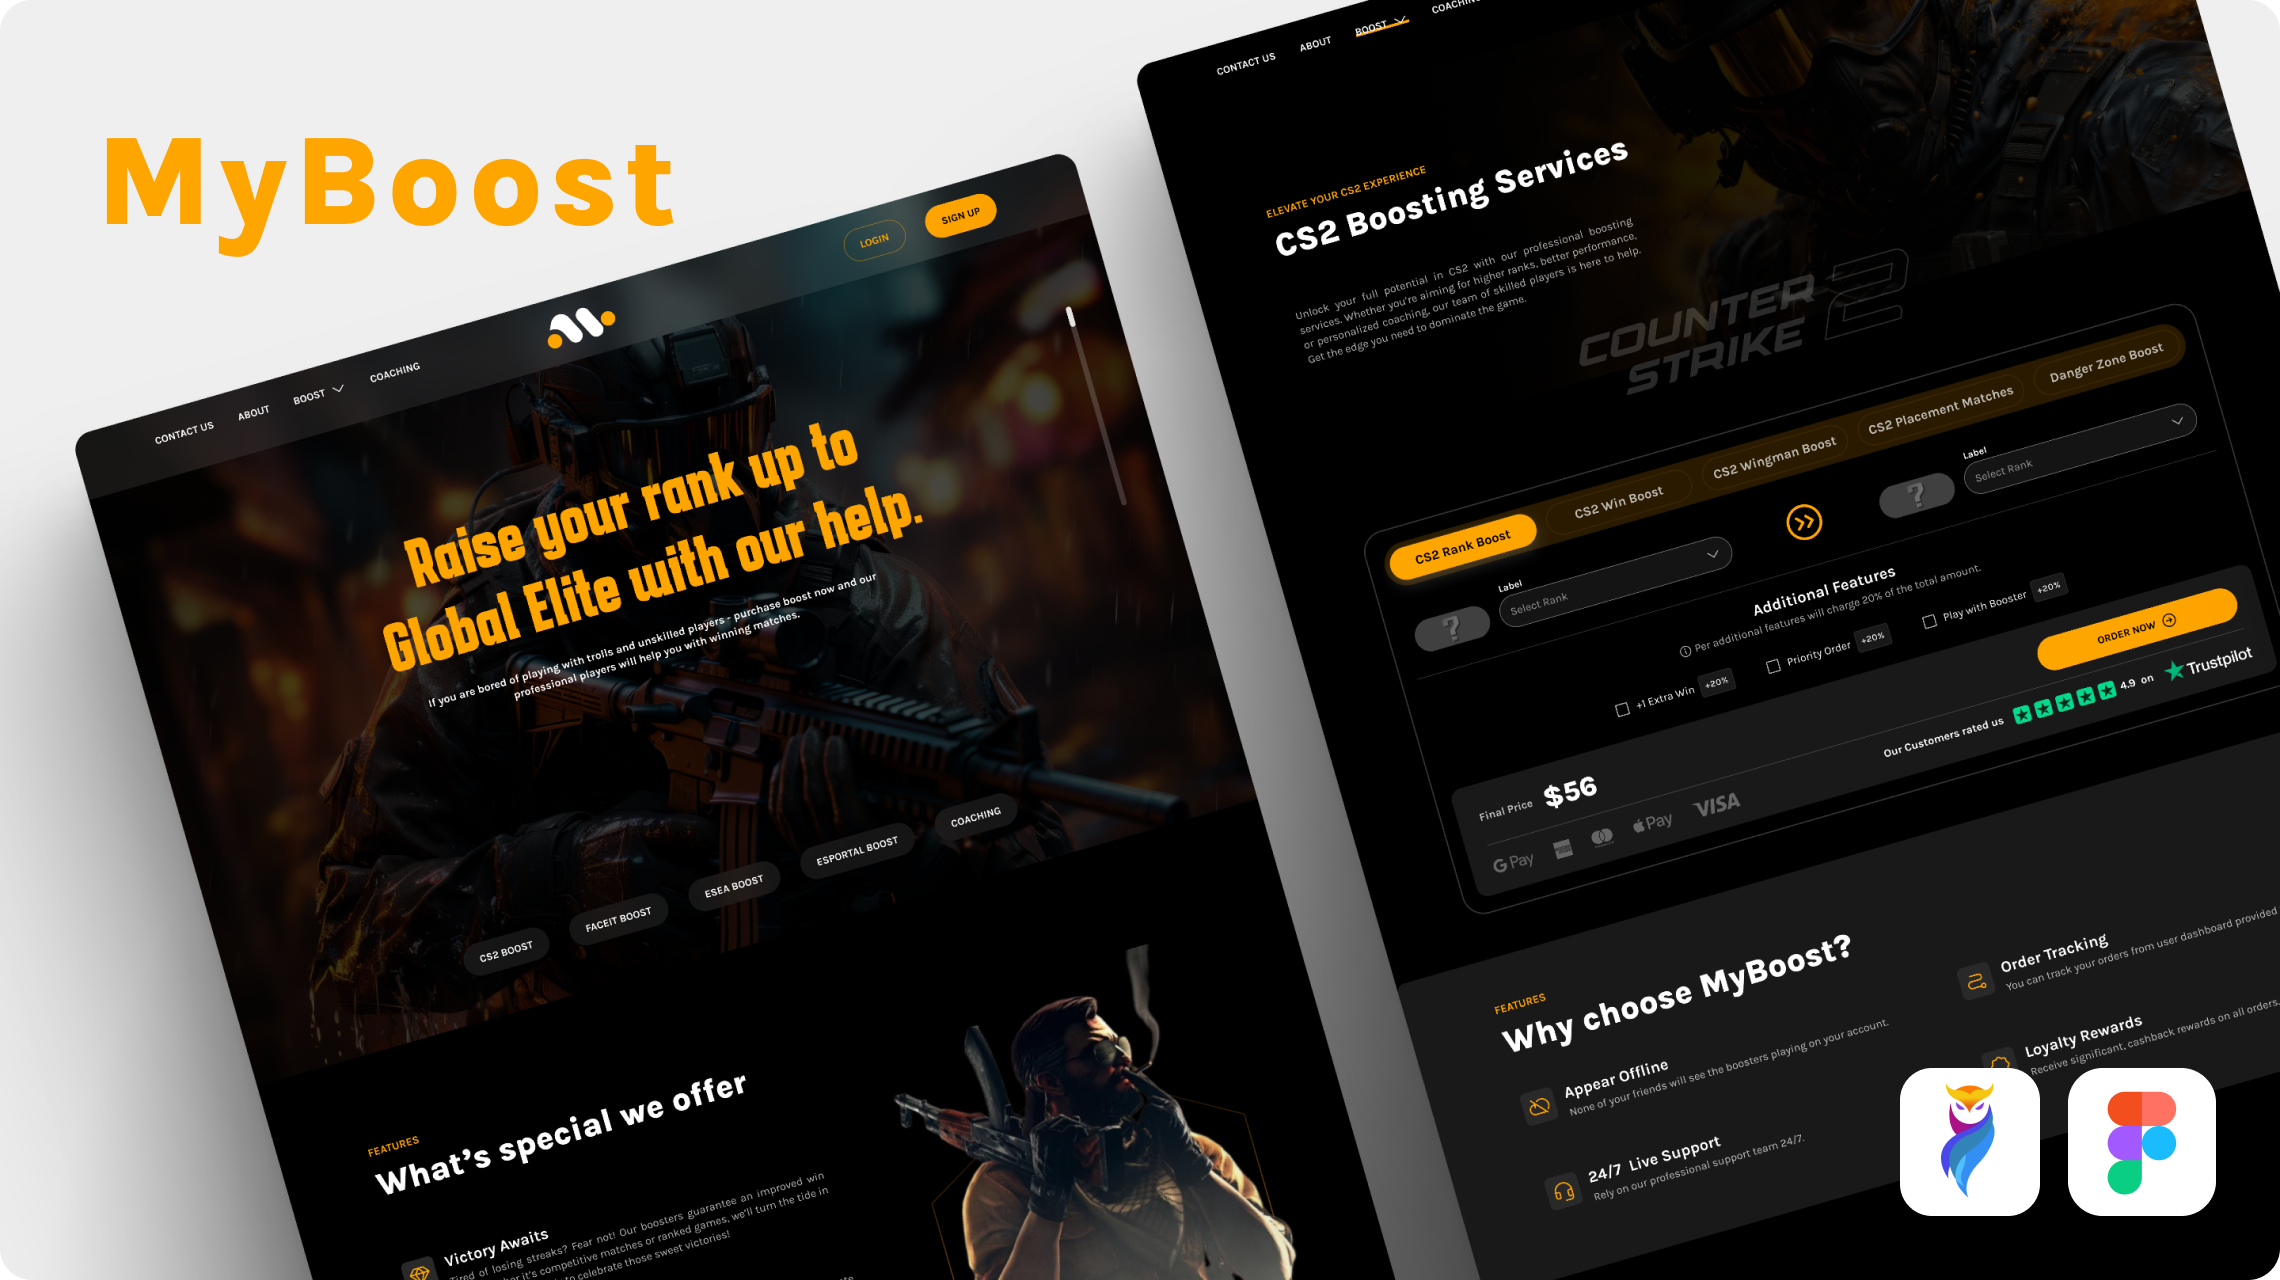 MyBoost
CONTACT US
ABOUT
BOOST
COACHING
LOGIN
SIGN UP
Raise your rank up to
Global Elite with our help.
If you are bored of playing with trolls and unskilled players - purchase boost now and our
professional players will help you with winning matches.
CS2 BOOST
FACEIT BOOST
ESEA BOOST
ESPORTAL BOOST
COACHING
FEATURES
What's special we offer
Victory Awaits
Tired of losing streaks? Fear not! Our boosters guarantee an improved win
it's competitive matches or ranked games, we'll turn the tide in
to celebrate those sweet victories!
CONTACT US
ABOUT
BOOST
COACHING
ELEVATE YOUR CS2 EXPERIENCE
CS2 Boosting Services
Unlock your full potential in CS2 with our professional boosting
services. Whether you're aiming for higher ranks, better performance,
or personalized coaching, our team of skilled players is here to help.
Get the edge you need to dominate the game.
COUNTER
STRIKE 2
CS2 Rank Boost
CS2 Win Boost
CS2 Wingman Boost
CS2 Placement Matches
Danger Zone Boost
?
Label
Select Rank
?
Label
Select Rank
Additional Features
Per additional features will charge 20% of the total amount.
+1 Extra Win
+20%
Priority Order
+20%
Play with Booster
+20%
Final Price
$56
ORDER NOW
G Pay
Pay
VISA
Our Customers rated us
4.9 on
Trustpilot
FEATURES
Why choose MyBoost?
Appear Offline
None of your friends will see the boosters playing on your account.
Order Tracking
You can track your orders from user dashboard provided
24/7 Live Support
Rely on our professional support team 24/7.
Loyalty Rewards
Receive significant, cashback rewards on all orders.